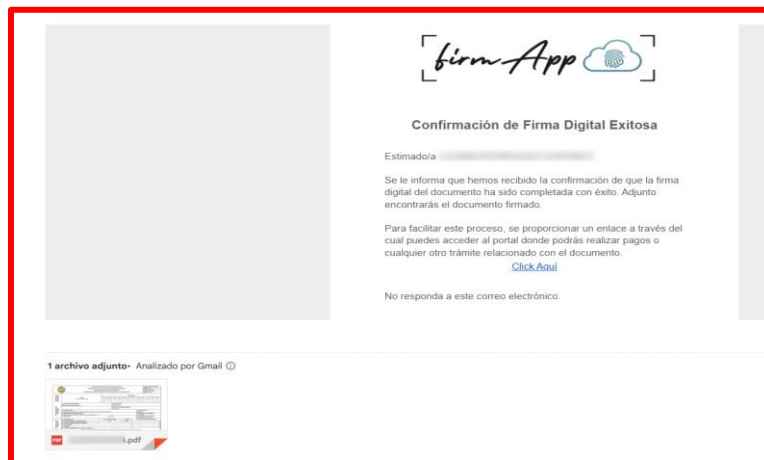 firmApp
Confirmación de Firma Digital Exitosa
Estimado/a
Se le informa que hemos recibido la confirmación de que la firma
digital del documento ha sido completada con éxito. Adjunto
encontrarás el documento firmado.
Para facilitar este proceso, se proporcionar un enlace a través del
cual puedes acceder al portal donde podrás realizar pagos o
cualquier otro trámite relacionado con el documento.
Click Aquí
No responda a este correo electrónico.
1 archivo adjunto• Analizado por Gmail
PDF
.pdf